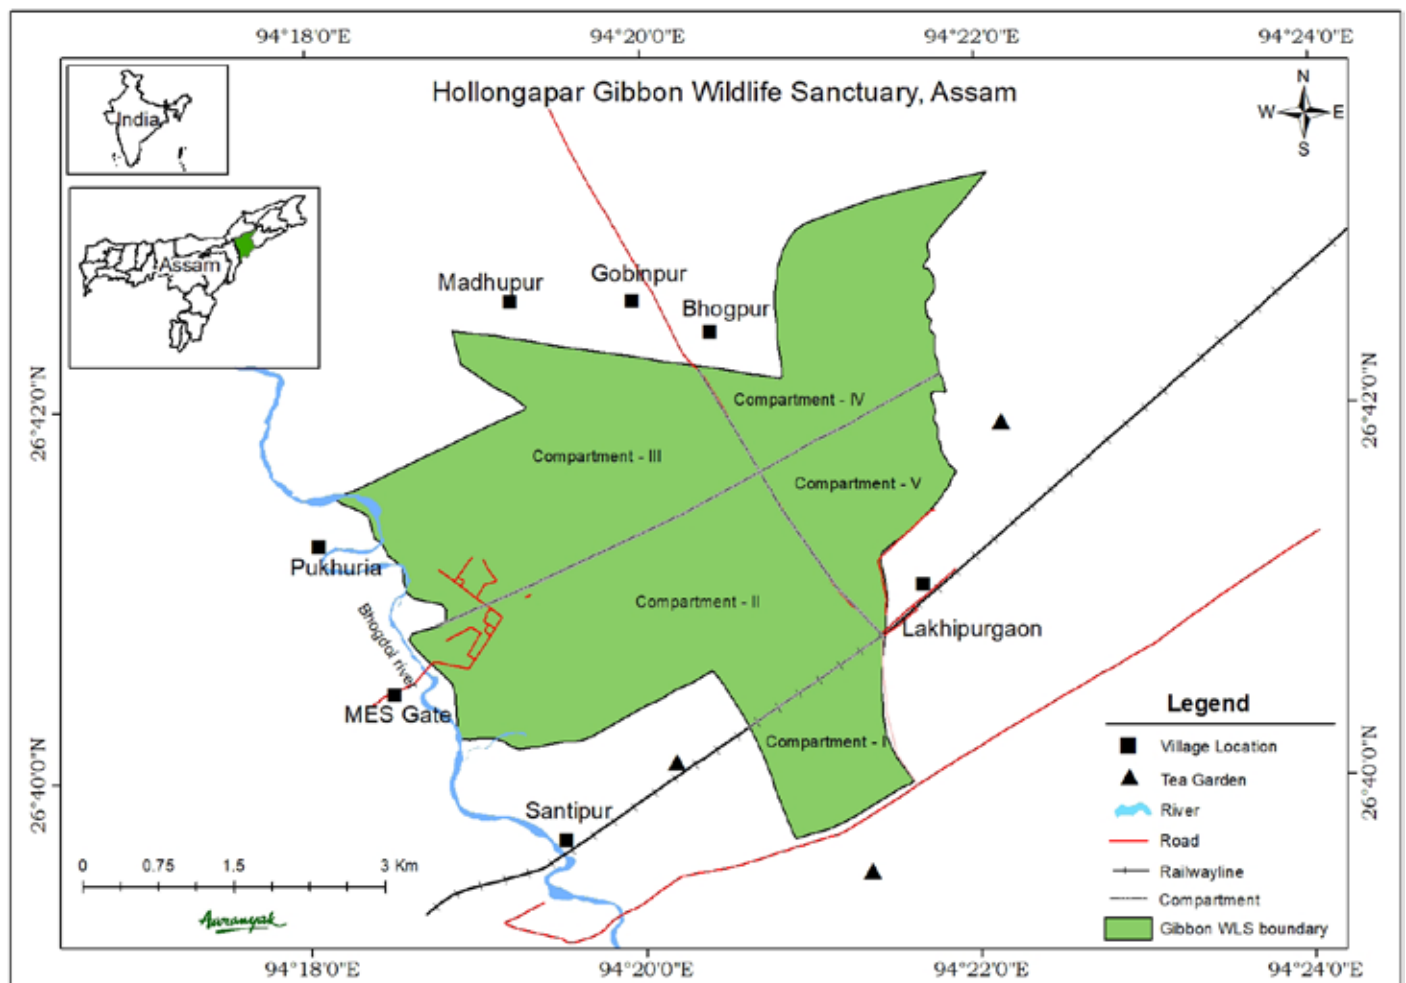 94°18'0"E 94°20'0"E 94°22'0"E 94°24'0"E
Hollongapar Gibbon Wildlife Sanctuary, Assam
N
W E
S
India
Assam
Madhupur
Gobinpur
Bhogpur
26°42'0"N
26°42'0"N
Compartment - IV
Compartment - III
Compartment - V
Pukhuria
Compartment - II
Bhogdoi river
Lakhipurgaon
MES Gate
Compartment - I
26°40'0"N
26°40'0"N
Santipur
Legend
Village Location
Tea Garden
River
Road
Railwayline
Compartment
Gibbon WLS boundary
0 0.75 1.5 3 Km
Aaranyak
94°18'0"E 94°20'0"E 94°22'0"E 94°24'0"E